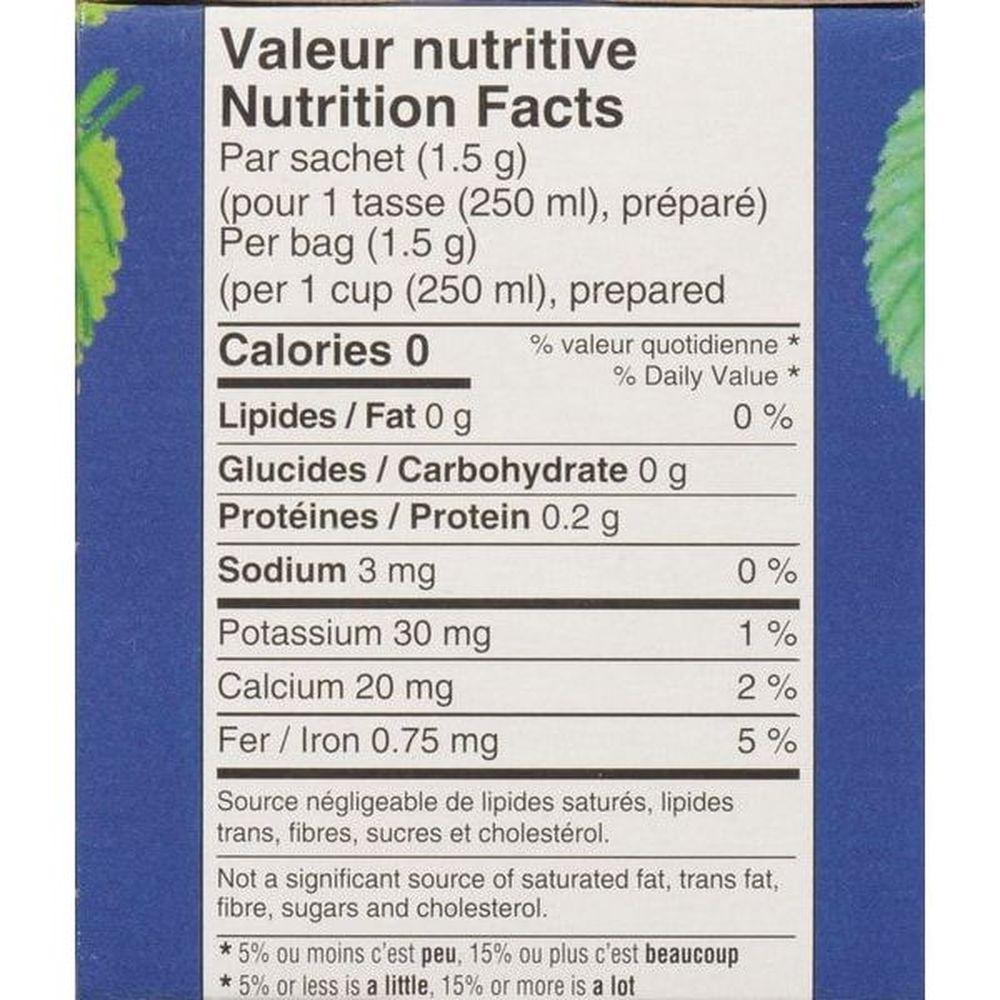 Valeur nutritive
Nutrition Facts
Par sachet (1.5 g)
(pour 1 tasse (250 ml), préparé)
Per bag (1.5 g)
(per 1 cup (250 ml), prepared
Calories 0
% valeur quotidienne *
% Daily Value *
Lipides / Fat 0 g 0 %
Glucides / Carbohydrate 0 g
Protéines / Protein 0.2 g
Sodium 3 mg 0 %
Potassium 30 mg 1 %
Calcium 20 mg 2 %
Fer / Iron 0.75 mg 5 %
Source négligeable de lipides saturés, lipides
trans, fibres, sucres et cholestérol.
Not a significant source of saturated fat, trans fat,
fibre, sugars and cholesterol.
* 5% ou moins c'est peu, 15% ou plus c'est beaucoup
* 5% or less is a little, 15% or more is a lot